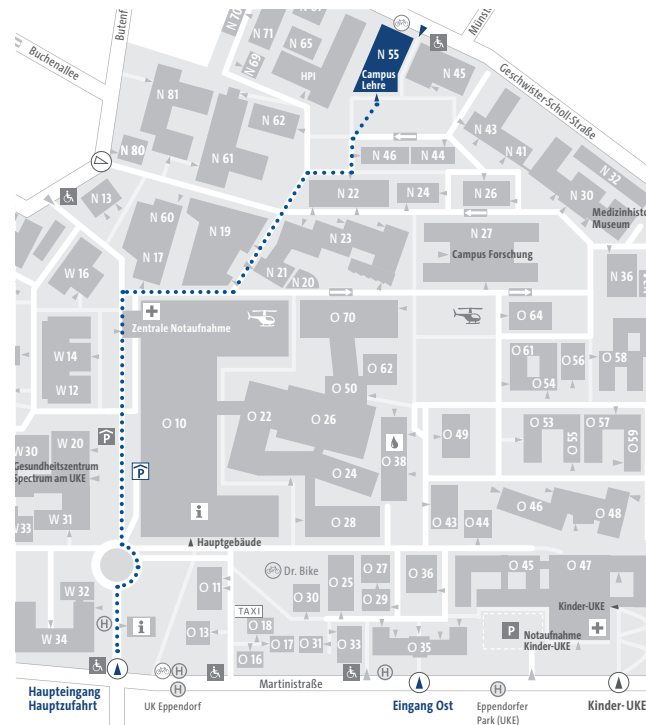 N 70
N 71
N 65
N 67
N 69
HPI
N 55
Campus
Lehre
N 45
Münst
Butenf
Buchenallee
Geschwister-Scholl-Straße
N 81
N 62
N 80
N 61
N 46
N 44
N 43
N 41
N 32
N 30
N 13
N 60
N 19
N 17
N 22
N 24
N 26
Medizinhisto
Museum
N 23
N 27
Campus Forschung
N 21
N 20
N 36
W 16
Zentrale Notaufnahme
O 70
O 64
W 14
W 12
O 62
O 61
O 56
O 58
O 54
O 50
O 10
O 22
O 26
O 49
O 53
O 55
O 57
O 59
P
W 20
W 30
Gesundheitszentrum
Spectrum am UKE
P
O 38
O 24
W 31
W 33
i
O 28
O 43
O 44
O 46
O 48
Hauptgebäude
Dr. Bike
O 11
O 25
O 27
O 29
O 36
O 45
O 47
W 32
O 30
Kinder-UKE
TAXI
H
i
W 34
O 13
O 18
O 17
O 31
O 33
O 16
O 35
P
Notaufnahme
Kinder-UKE
H
H
Martinistraße
H
H
H
Haupteingang
Hauptzufahrt
UK Eppendorf
Eingang Ost
Eppendorfer
Park (UKE)
Kinder-UKE